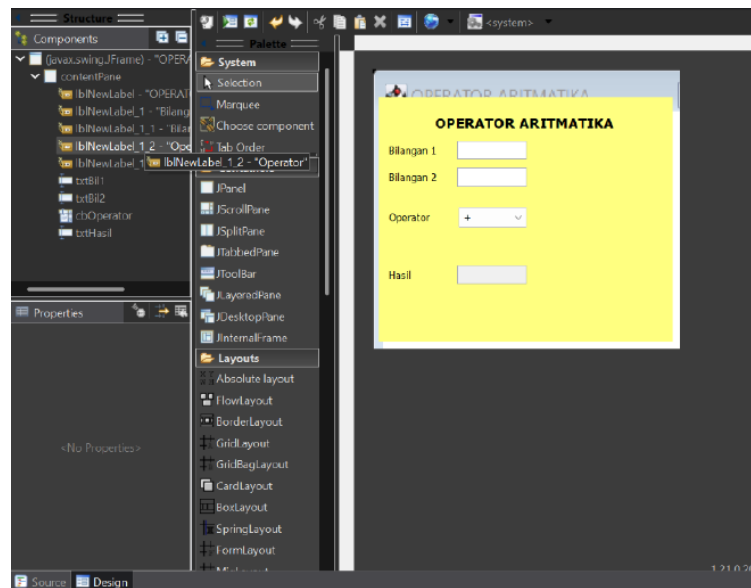 Structure
Components
(javax.swing.JFrame) - "OPERA
contentPane
lblNewLabel - "OPERAT
lblNewLabel_1 - "Bilang
lblNewLabel_1_1 - "Bilar
lblNewLabel_1_2 - "Ope
lblNewLabel_1
lblNewLabel_1_2 - "Operator"
txtBil1
txtBil2
cbOperator
txtHasil
Properties
<No Properties>
Source
Design
<system>
Palette
System
Selection
Marquee
Choose component
Tab Order
JPanel
JScrollPane
JSplitPane
JTabbedPane
JToolBar
JLayeredPane
JDesktopPane
JInternalFrame
Layouts
Absolute layout
FlowLayout
BorderLayout
GridLayout
GridBagLayout
CardLayout
BoxLayout
SpringLayout
FormLayout
OPERATOR ARITMATIKA
OPERATOR ARITMATIKA
Bilangan 1
Bilangan 2
Operator
+
Hasil